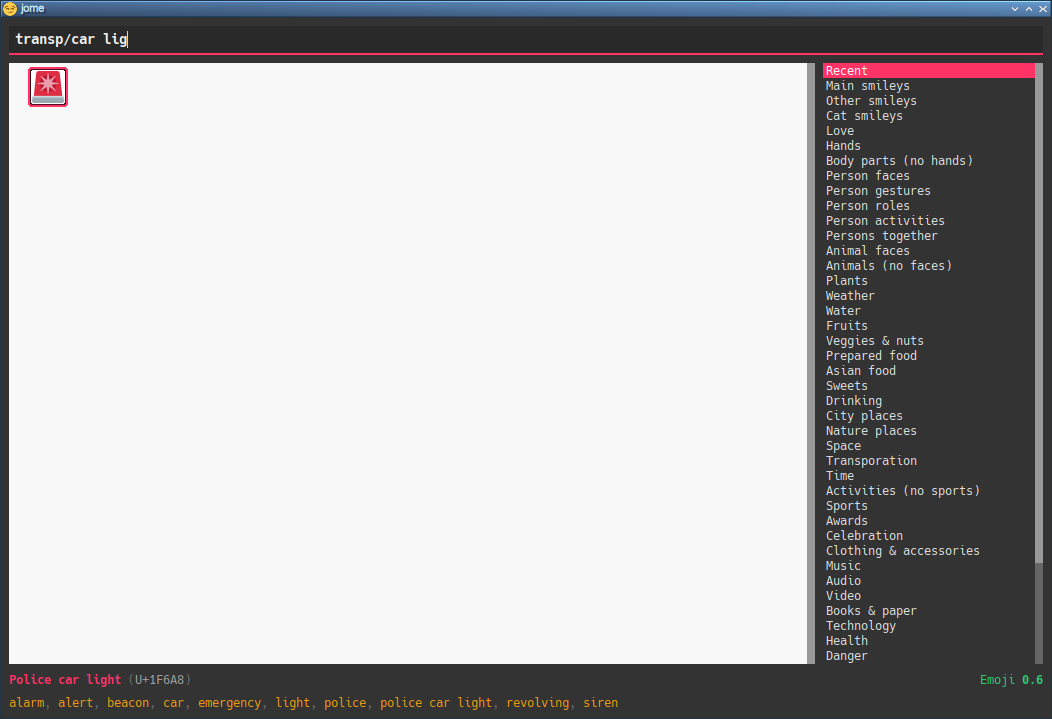 jome
transp/car lig
Recent
Main smileys
Other smileys
Cat smileys
Love
Hands
Body parts (no hands)
Person faces
Person gestures
Person roles
Person activities
Persons together
Animal faces
Animals (no faces)
Plants
Weather
Water
Fruits
Veggies & nuts
Prepared food
Asian food
Sweets
Drinking
City places
Nature places
Space
Transporation
Time
Activities (no sports)
Sports
Awards
Celebration
Clothing & accessories
Music
Audio
Video
Books & paper
Technology
Health
Danger
Police car light (U+1F6A8)
Emoji 0.6
alarm, alert, beacon, car, emergency, light, police, police car light, revolving, siren